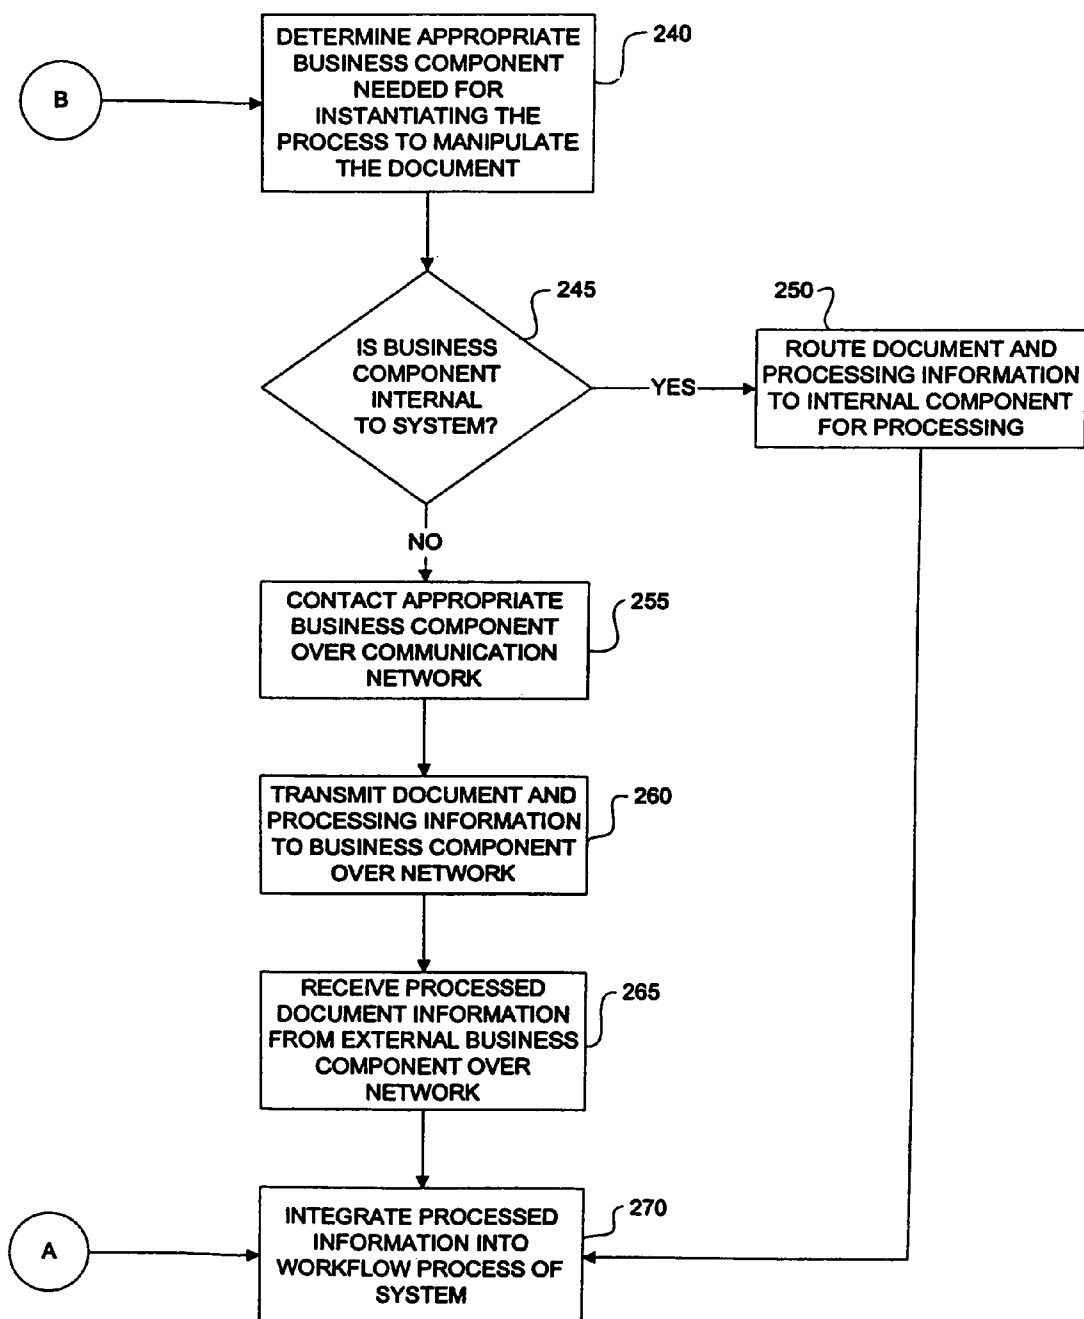 DETERMINE APPROPRIATE
BUSINESS COMPONENT
NEEDED FOR
INSTANTIATING THE
PROCESS TO MANIPULATE
THE DOCUMENT
240
B
IS BUSINESS
COMPONENT
INTERNAL
TO SYSTEM?
245
YES
250
ROUTE DOCUMENT AND
PROCESSING INFORMATION
TO INTERNAL COMPONENT
FOR PROCESSING
NO
CONTACT APPROPRIATE
BUSINESS COMPONENT
OVER COMMUNICATION
NETWORK
255
TRANSMIT DOCUMENT AND
PROCESSING INFORMATION
TO BUSINESS COMPONENT
OVER NETWORK
260
RECEIVE PROCESSED
DOCUMENT INFORMATION
FROM EXTERNAL BUSINESS
COMPONENT OVER
NETWORK
265
A
INTEGRATE PROCESSED
INFORMATION INTO
WORKFLOW PROCESS OF
SYSTEM
270